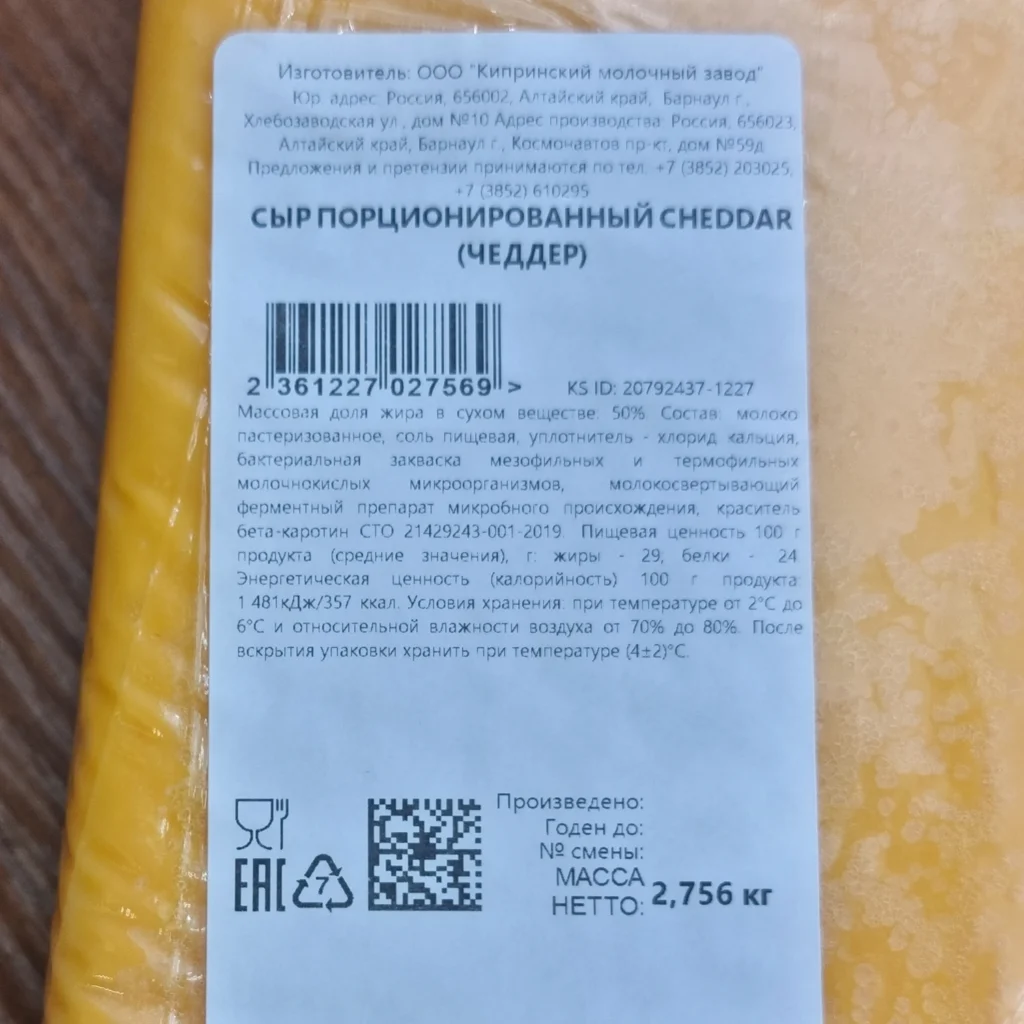 Изготовитель: ООО "Кипринский молочный завод"
Юр. адрес: Россия, 656002, Алтайский край, Барнаул г.,
Хлебозаводская ул., дом №10 Адрес производства: Россия, 656023,
Алтайский край, Барнаул г., Космонавтов пр-кт, дом №59д
Предложения и претензии принимаются по тел. +7 (3852) 203025,
+7 (3852) 610295
СЫР ПОРЦИОНИРОВАННЫЙ CHEDDAR
(ЧЕДДЕР)
2 361227 027569 >
KS ID: 20792437-1227
Массовая доля жира в сухом веществе: 50%. Состав: молоко
пастеризованное, соль пищевая, уплотнитель - хлорид кальция,
бактериальная закваска мезофильных и термофильных
молочнокислых микроорганизмов, молокосвертывающий
ферментный препарат микробного происхождения, краситель
бета-каротин СТО 21429243-001-2019. Пищевая ценность 100 г
продукта (средние значения), г: жиры - 29, белки - 24.
Энергетическая ценность (калорийность) 100 г продукта:
1 481кДж/357 ккал. Условия хранения: при температуре от 2°С до
6°С и относительной влажности воздуха от 70% до 80%. После
вскрытия упаковки хранить при температуре (4±2)°С.
Произведено:
Годен до:
№ смены:
МАССА
НЕТТО: 2,756 кг
EAC
7